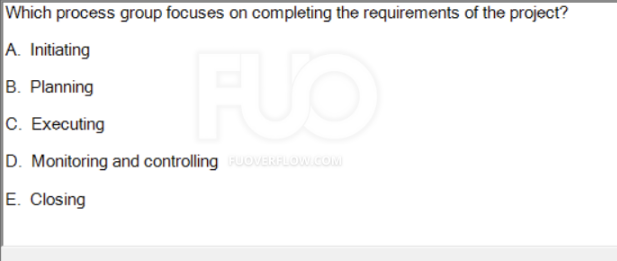 Which process group focuses on completing the requirements of the project?
A. Initiating
B. Planning
FUO
C. Executing
D. Monitoring and controlling FUOVERFLOW.COM
E. Closing